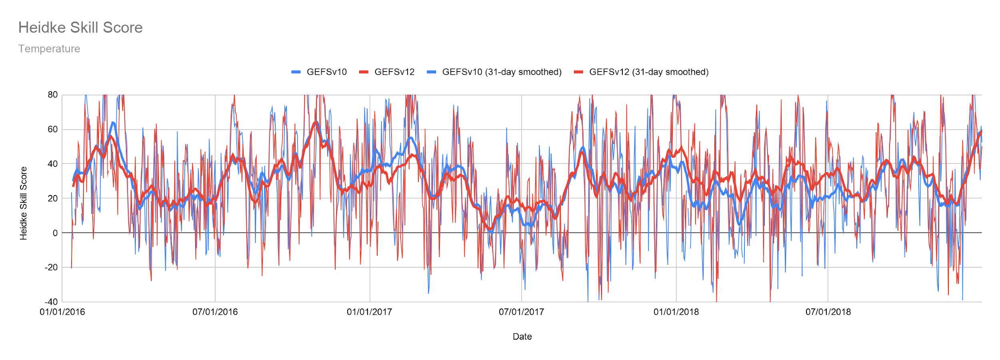 Heidke Skill Score
Temperature
GEFSv10 GEFSv12 GEFSv10 (31-day smoothed) GEFSv12 (31-day smoothed)
80
60
40
20
0
-20
-40
Heidke Skill Score
01/01/2016 07/01/2016 01/01/2017 07/01/2017 01/01/2018 07/01/2018
Date